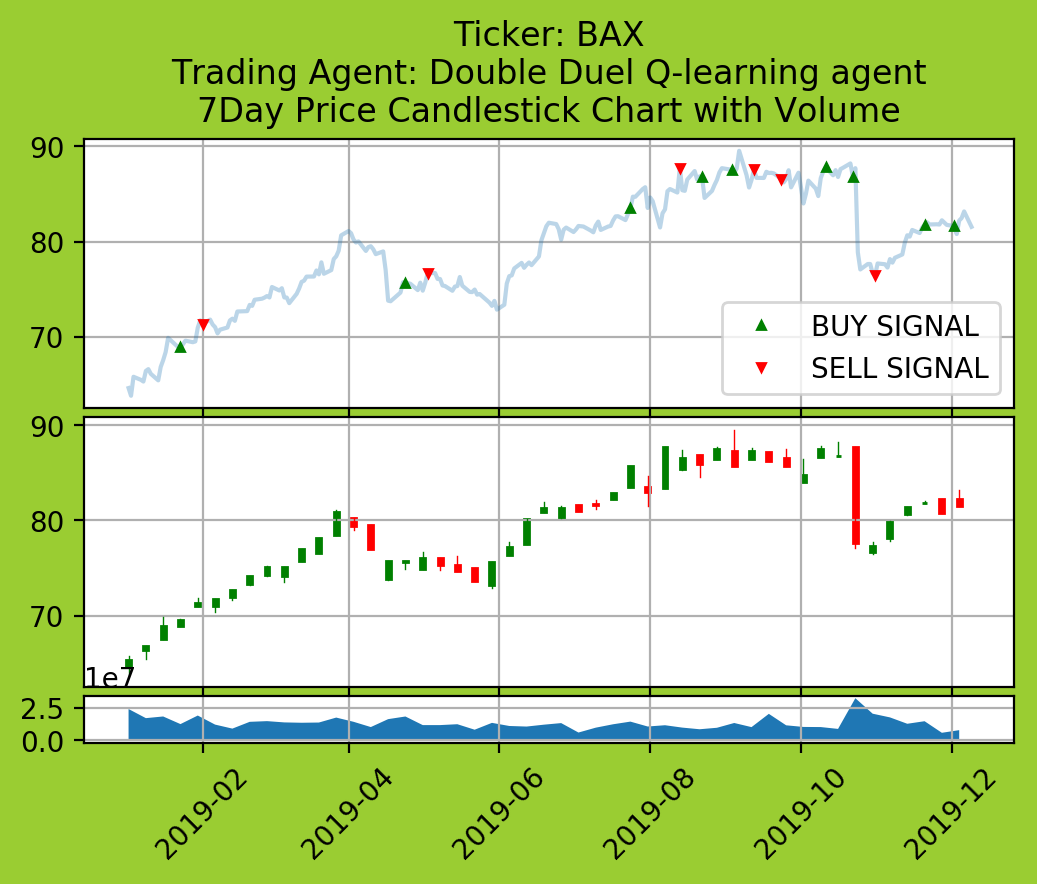 Ticker: BAX
Trading Agent: Double Duel Q-learning agent
7Day Price Candlestick Chart with Volume
90
80
70
BUY SIGNAL
SELL SIGNAL
90
80
70
1e7
2.5
0.0
2019-02
2019-04
2019-06
2019-08
2019-10
2019-12